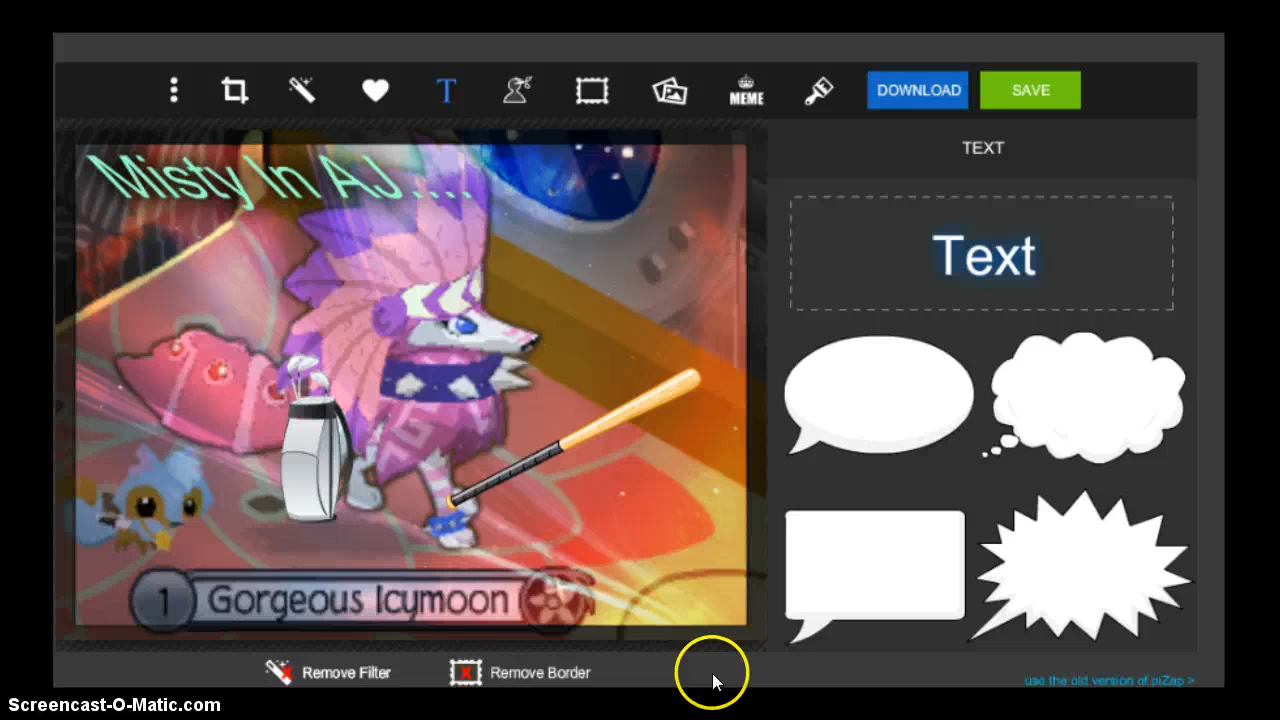 MEME
DOWNLOAD
SAVE
TEXT
Misty In AJ ....
Text
1 Gorgeous Icymoon
Remove Filter
Remove Border
use the old version of piZap >
Screencast-O-Matic.com